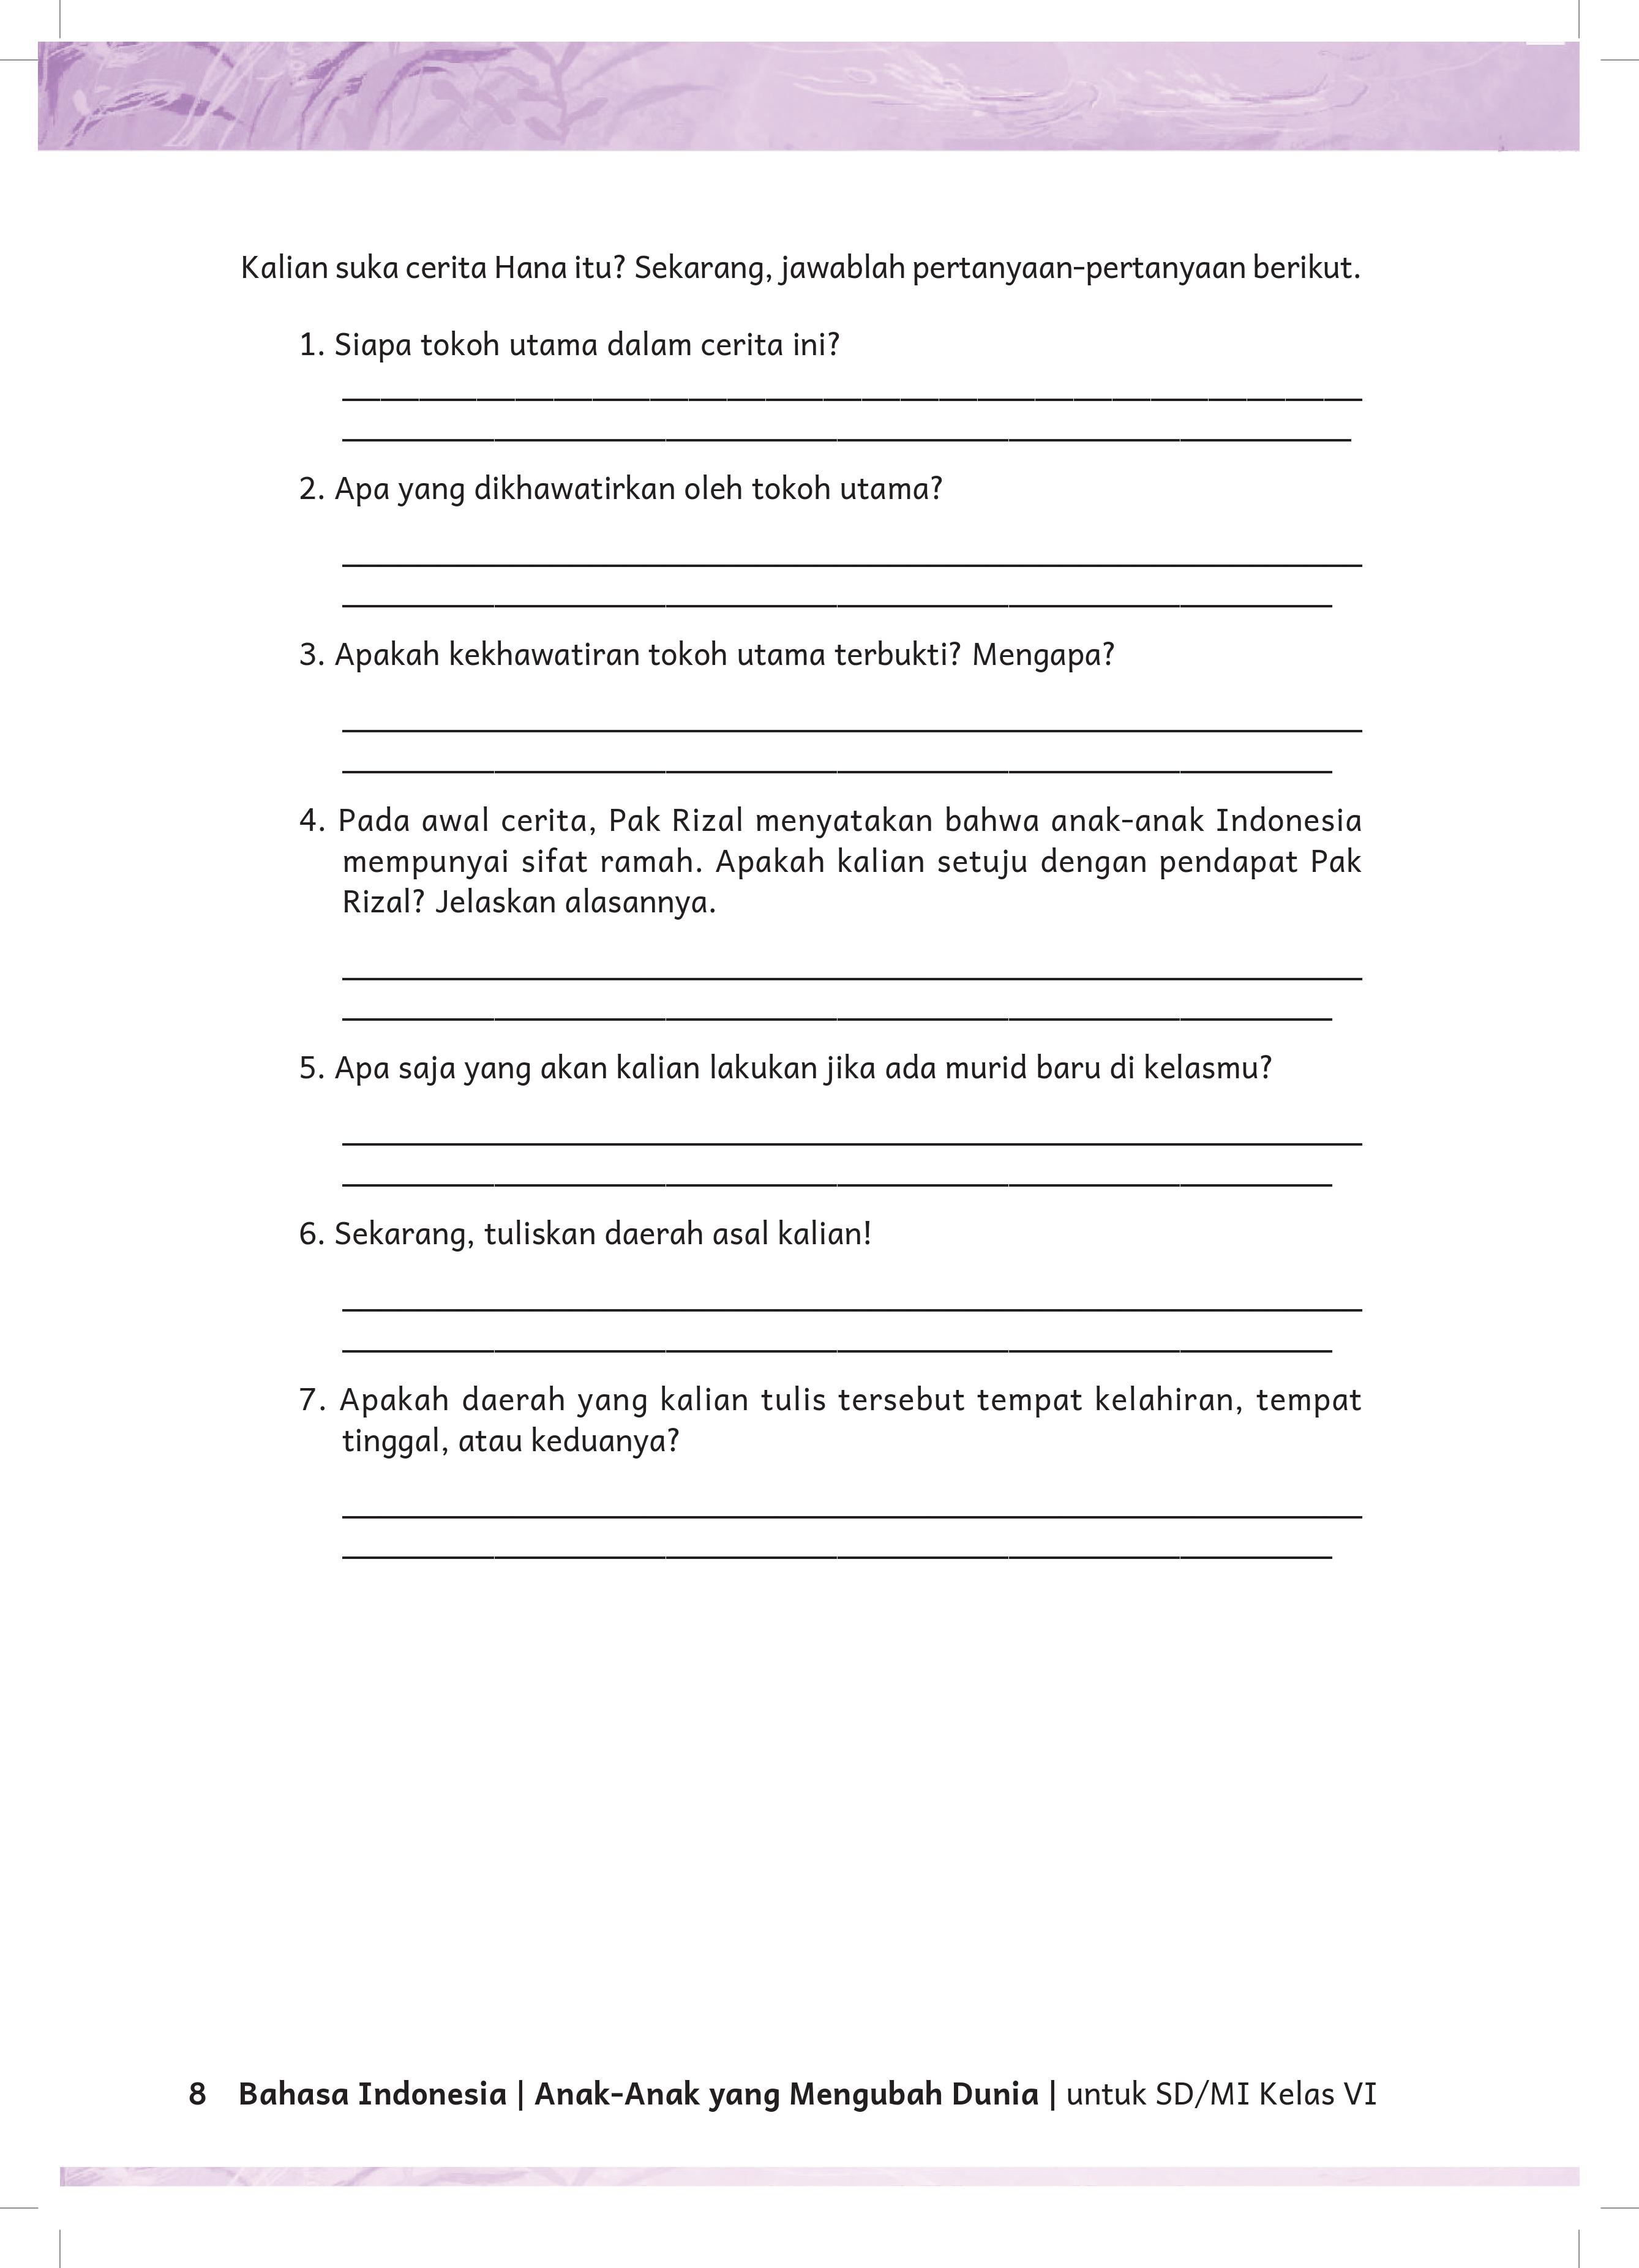 Kalian suka cerita Hana itu? Sekarang, jawablah pertanyaan-pertanyaan berikut.
1. Siapa tokoh utama dalam cerita ini?
2. Apa yang dikhawatirkan oleh tokoh utama?
3. Apakah kekhawatiran tokoh utama terbukti? Mengapa?
4. Pada awal cerita, Pak Rizal menyatakan bahwa anak-anak Indonesia
mempunyai sifat ramah. Apakah kalian setuju dengan pendapat Pak
Rizal? Jelaskan alasannya.
5. Apa saja yang akan kalian lakukan jika ada murid baru di kelasmu?
6. Sekarang, tuliskan daerah asal kalian!
7. Apakah daerah yang kalian tulis tersebut tempat kelahiran, tempat
tinggal, atau keduanya?
8 Bahasa Indonesia | Anak-Anak yang Mengubah Dunia | untuk SD/MI Kelas VI